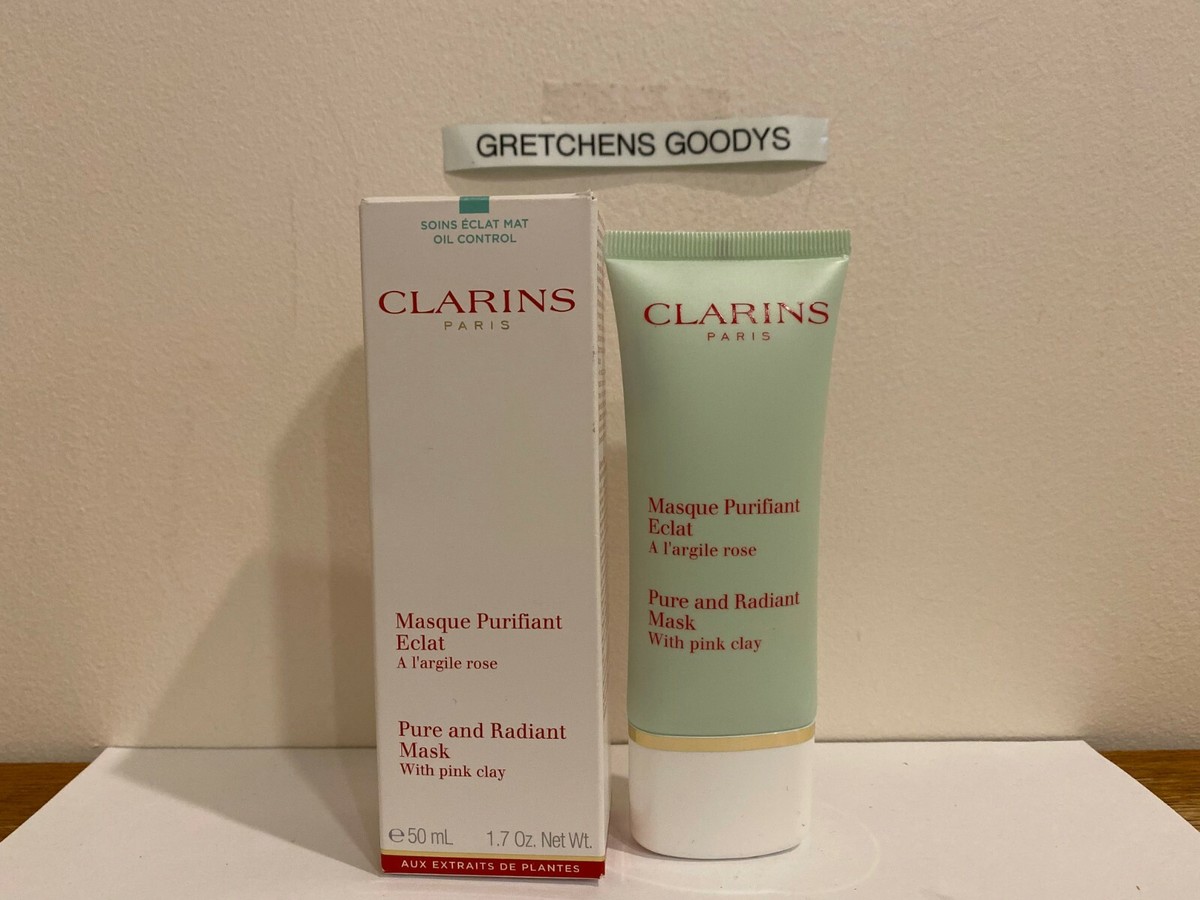 GRETCHENS GOODYS
SOINS ÉCLAT MAT
OIL CONTROL
CLARINS
PARIS
Masque Purifiant
Eclat
A l'argile rose
Pure and Radiant
Mask
With pink clay
℮ 50 mL 1.7 Oz. Net Wt.
AUX EXTRAITS DE PLANTES
CLARINS
PARIS
Masque Purifiant
Eclat
A l'argile rose
Pure and Radiant
Mask
With pink clay